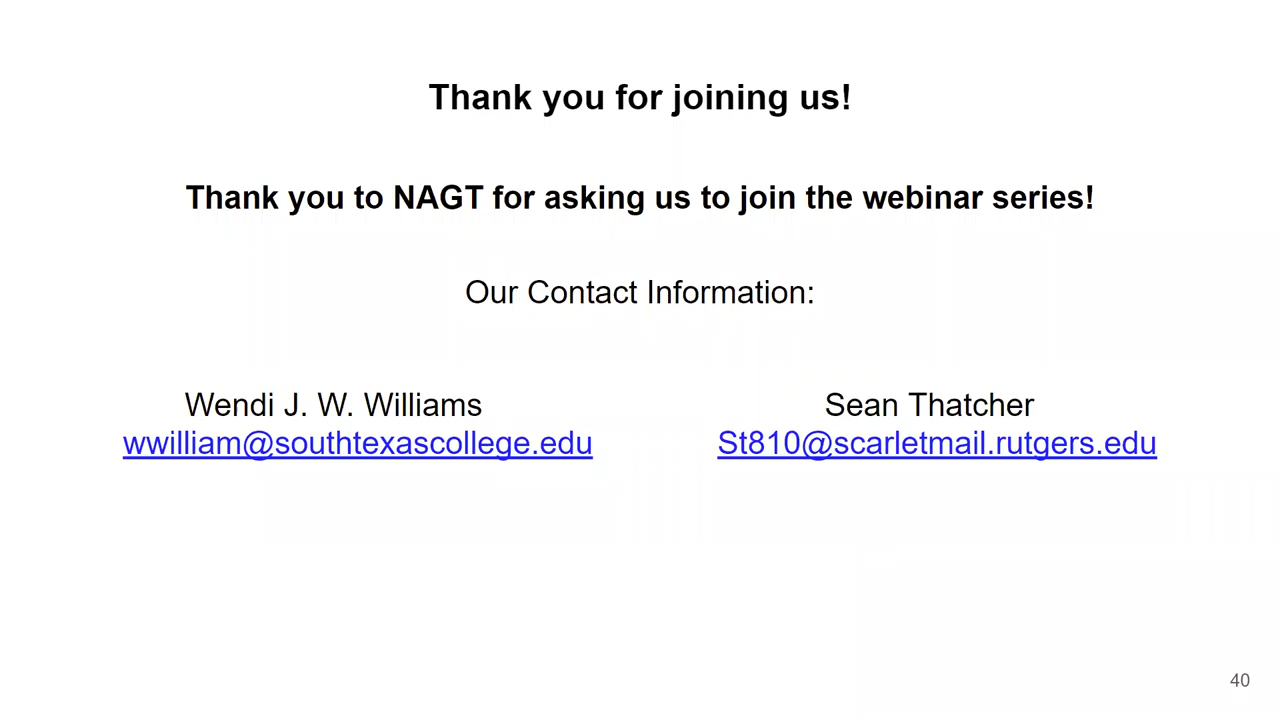 Thank you for joining us!
Thank you to NAGT for asking us to join the webinar series!
Our Contact Information:
Wendi J. W. Williams
wwilliam@southtexascollege.edu
Sean Thatcher
St810@scarletmail.rutgers.edu
40